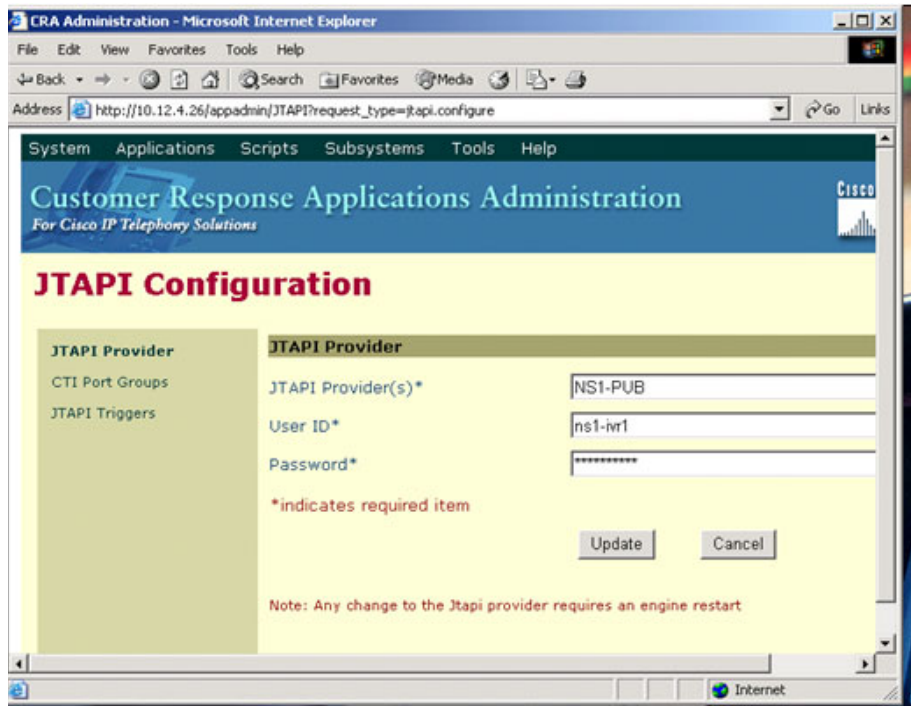 CRA Administration - Microsoft Internet Explorer
File Edit View Favorites Tools Help
Back Search Favorites Media
Address http://10.12.4.26/appadmin/JTAPI?request_type=jtapi.configure Go Links
System Applications Scripts Subsystems Tools Help
Customer Response Applications Administration
For Cisco IP Telephony Solutions
CISCO
JTAPI Configuration
JTAPI Provider
CTI Port Groups
JTAPI Triggers
JTAPI Provider
JTAPI Provider(s)* NS1-PUB
User ID* ns1-ivr1
Password* **********
*indicates required item
Update Cancel
Note: Any change to the Jtapi provider requires an engine restart
Internet